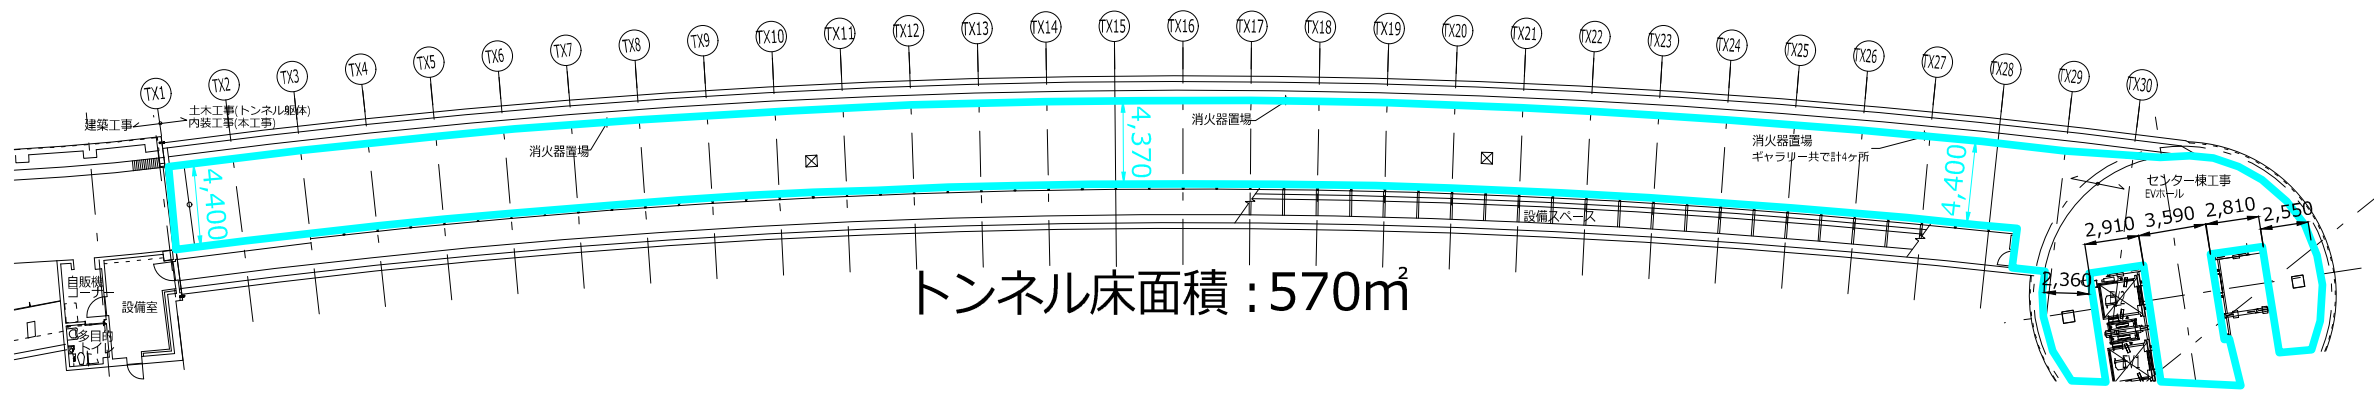 TX1
TX2
TX3
TX4
TX5
TX6
TX7
TX8
TX9
TX10
TX11
TX12
TX13
TX14
TX15
TX16
TX17
TX18
TX19
TX20
TX21
TX22
TX23
TX24
TX25
TX26
TX27
TX28
TX29
TX30
建築工事
土木工事(トンネル躯体)
内装工事(本工事)
消火器置場
消火器置場
消火器置場
ギャラリー共で計4ヶ所
4,400
4,370
4,400
設備スペース
センター棟工事
EVホール
2,910
3,590
2,810
2,550
2,360
自販機
コーナー
設備室
多目的
トイレ
トンネル床面積：570㎡
EV2
EV1